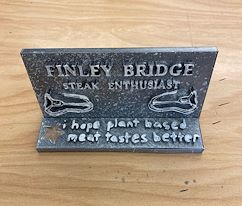 FINLEY BRIDGE
STEAK ENTHUSIAST
i hope plant based
meat tastes better